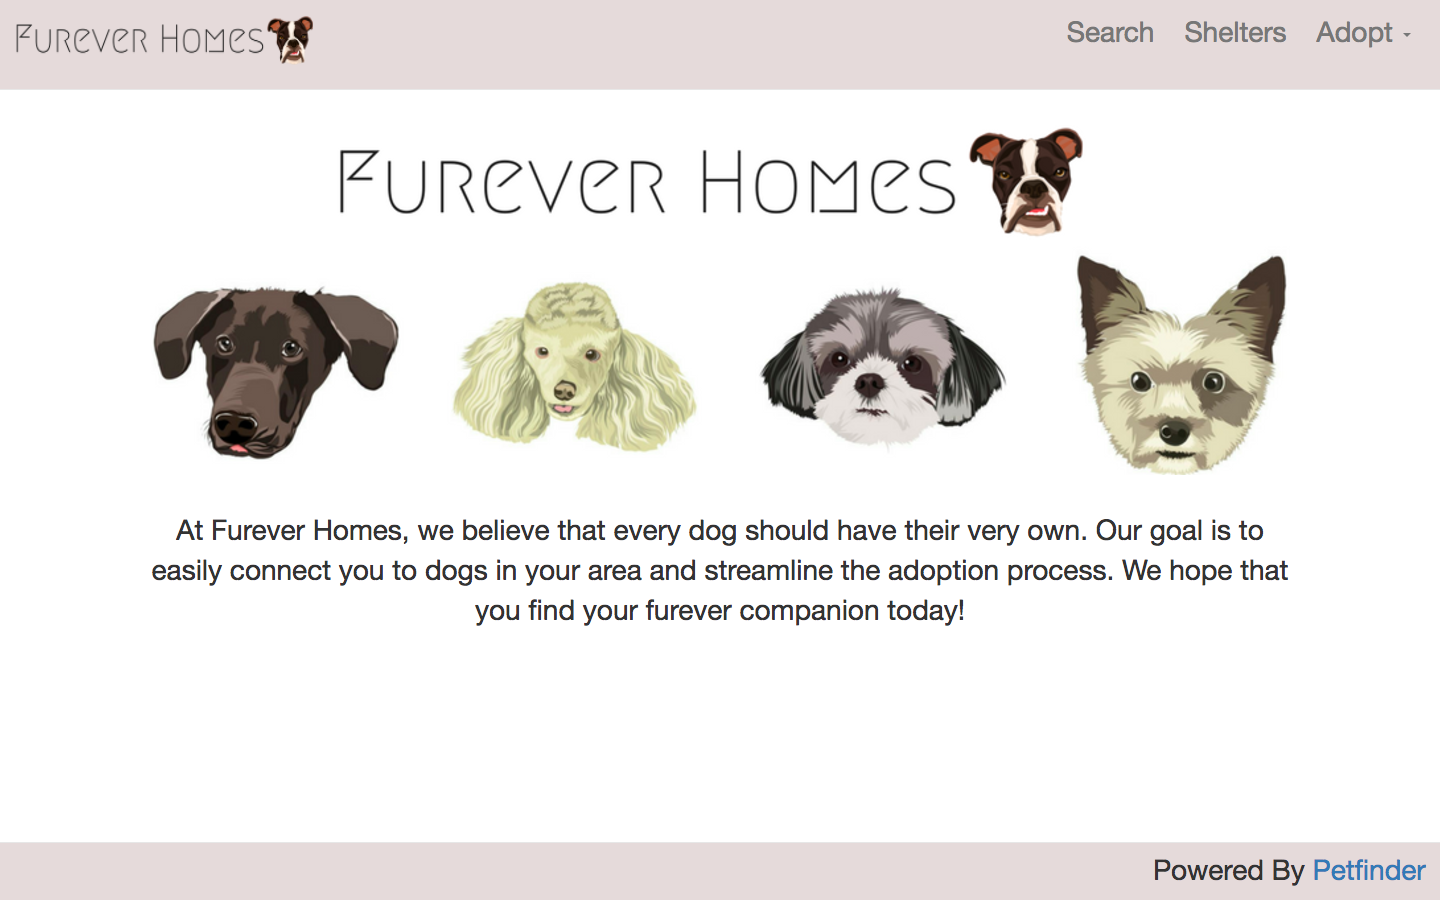 Furever Homes
Search Shelters Adopt
Furever Homes
At Furever Homes, we believe that every dog should have their very own. Our goal is to
easily connect you to dogs in your area and streamline the adoption process. We hope that
you find your furever companion today!
Powered By Petfinder